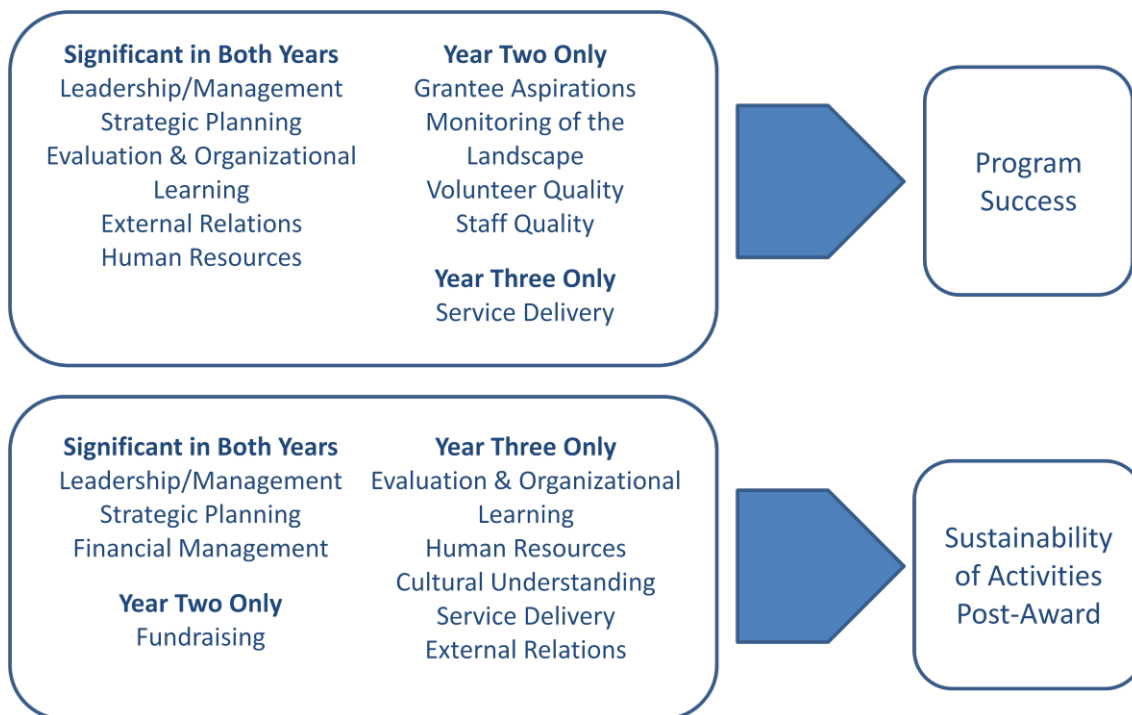 Significant in Both Years
Leadership/Management
Strategic Planning
Evaluation & Organizational
Learning
External Relations
Human Resources
Year Two Only
Grantee Aspirations
Monitoring of the
Landscape
Volunteer Quality
Staff Quality
Year Three Only
Service Delivery
Program
Success
Significant in Both Years
Leadership/Management
Strategic Planning
Financial Management
Year Two Only
Fundraising
Year Three Only
Evaluation & Organizational
Learning
Human Resources
Cultural Understanding
Service Delivery
External Relations
Sustainability
of Activities
Post-Award